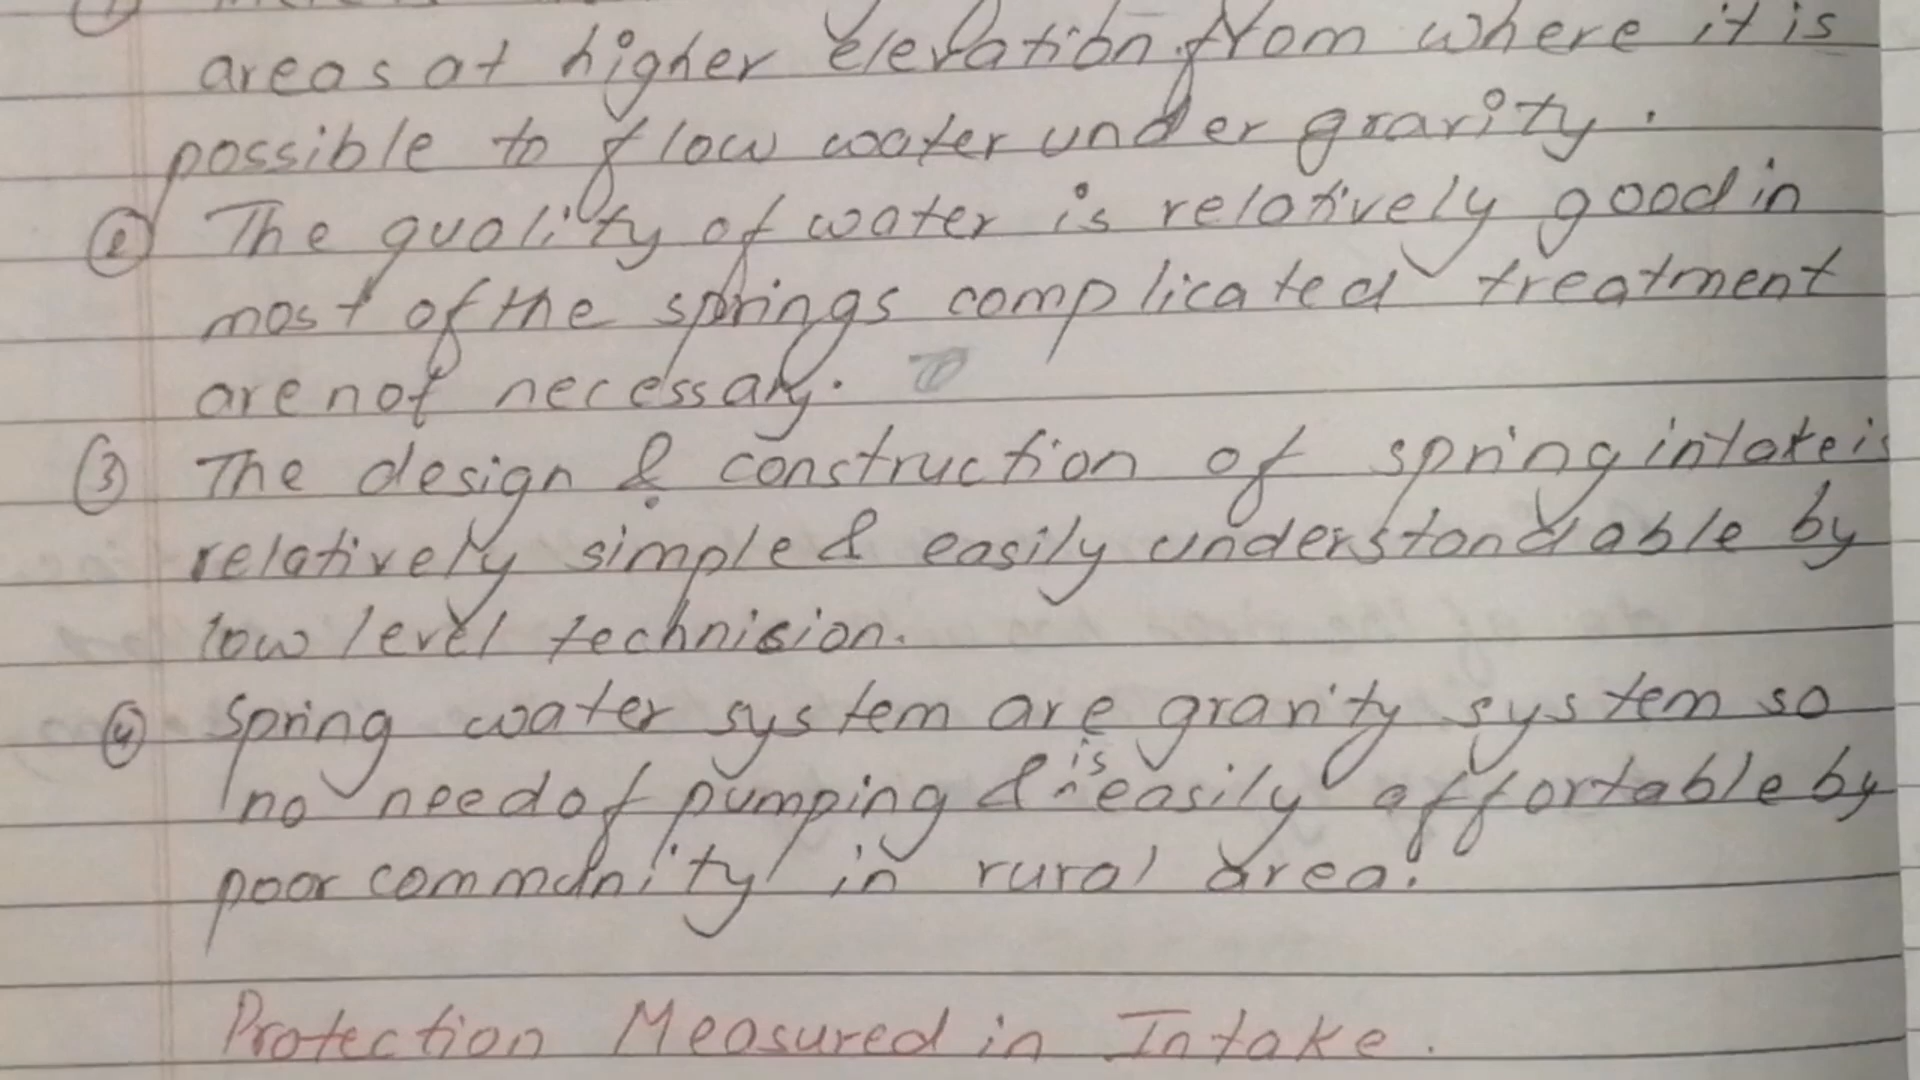 areas at higher elevation from where it is
possible to flow water under gravity.
② The quality of water is relatively good in
most of the springs complicated treatment
are not necessary.
③ The design & construction of spring intake is
relatively simple & easily understandable by
low level technision.
④ Spring water system are gravity system so
no need of pumping & is easily affortable by
poor community in rural area.
Protection Measured in Intake.